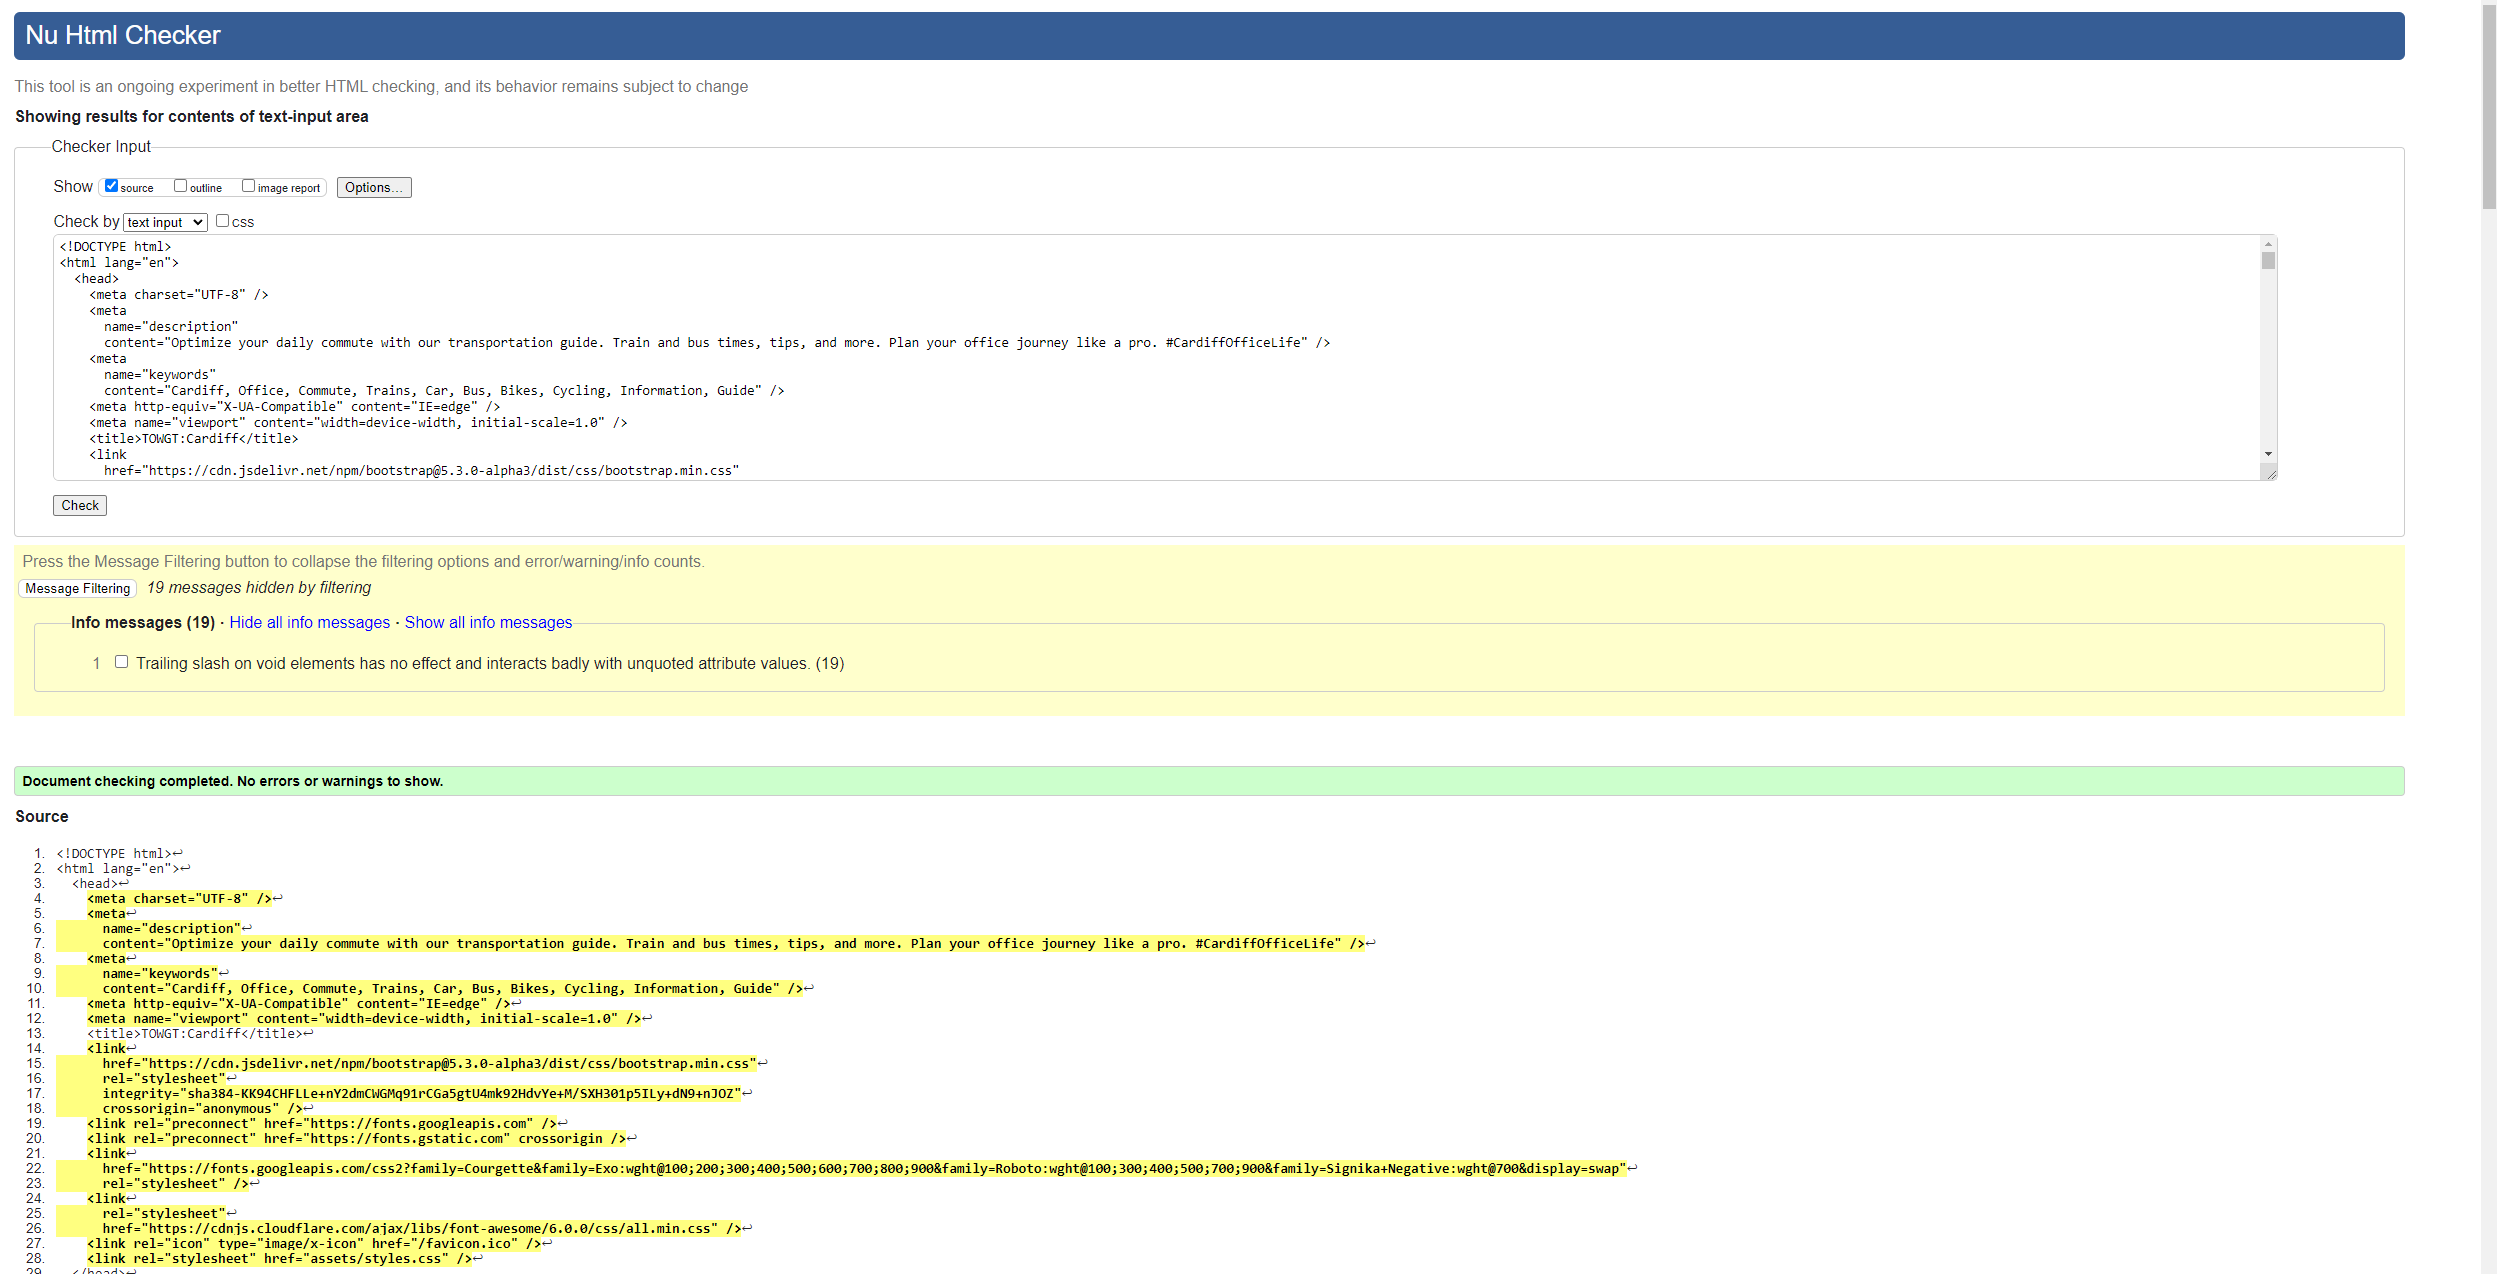 Nu Html Checker
This tool is an ongoing experiment in better HTML checking, and its behavior remains subject to change
Showing results for contents of text-input area
Checker Input
Show source outline image report Options...
Check by text input css
<!DOCTYPE html>
<html lang="en">
<head>
<meta charset="UTF-8" />
<meta
name="description"
content="Optimize your daily commute with our transportation guide. Train and bus times, tips, and more. Plan your office journey like a pro. #CardiffOfficeLife" />
<meta
name="keywords"
content="Cardiff, Office, Commute, Trains, Car, Bus, Bikes, Cycling, Information, Guide" />
<meta http-equiv="X-UA-Compatible" content="IE=edge" />
<meta name="viewport" content="width=device-width, initial-scale=1.0" />
<title>TOWGT:Cardiff</title>
<link
href="https://cdn.jsdelivr.net/npm/bootstrap@5.3.0-alpha3/dist/css/bootstrap.min.css"
Check
Press the Message Filtering button to collapse the filtering options and error/warning/info counts.
Message Filtering 19 messages hidden by filtering
Info messages (19) · Hide all info messages · Show all info messages
1 Trailing slash on void elements has no effect and interacts badly with unquoted attribute values. (19)
Document checking completed. No errors or warnings to show.
Source
1. <!DOCTYPE html>↩
2. <html lang="en">↩
3. <head>↩
4. <meta charset="UTF-8" />↩
5. <meta↩
6. name="description"↩
7. content="Optimize your daily commute with our transportation guide. Train and bus times, tips, and more. Plan your office journey like a pro. #CardiffOfficeLife" />↩
8. <meta↩
9. name="keywords"↩
10. content="Cardiff, Office, Commute, Trains, Car, Bus, Bikes, Cycling, Information, Guide" />↩
11. <meta http-equiv="X-UA-Compatible" content="IE=edge" />↩
12. <meta name="viewport" content="width=device-width, initial-scale=1.0" />↩
13. <title>TOWGT:Cardiff</title>↩
14. <link↩
15. href="https://cdn.jsdelivr.net/npm/bootstrap@5.3.0-alpha3/dist/css/bootstrap.min.css"↩
16. rel="stylesheet"↩
17. integrity="sha384-KK94CHFLLe+nY2dmCWGMq91rCGa5gtU4mk92HdvYe+M/SXH301p5ILy+dN9+nJOZ"↩
18. crossorigin="anonymous" />↩
19. <link rel="preconnect" href="https://fonts.googleapis.com" />↩
20. <link rel="preconnect" href="https://fonts.gstatic.com" crossorigin />↩
21. <link↩
22. href="https://fonts.googleapis.com/css2?family=Courgette&family=Exo:wght@100;200;300;400;500;600;700;800;900&family=Roboto:wght@100;300;400;500;700;900&family=Signika+Negative:wght@700&display=swap"↩
23. rel="stylesheet" />↩
24. <link↩
25. rel="stylesheet"↩
26. href="https://cdnjs.cloudflare.com/ajax/libs/font-awesome/6.0.0/css/all.min.css" />↩
27. <link rel="icon" type="image/x-icon" href="/favicon.ico" />↩
28. <link rel="stylesheet" href="assets/styles.css" />↩
29. </head>↩